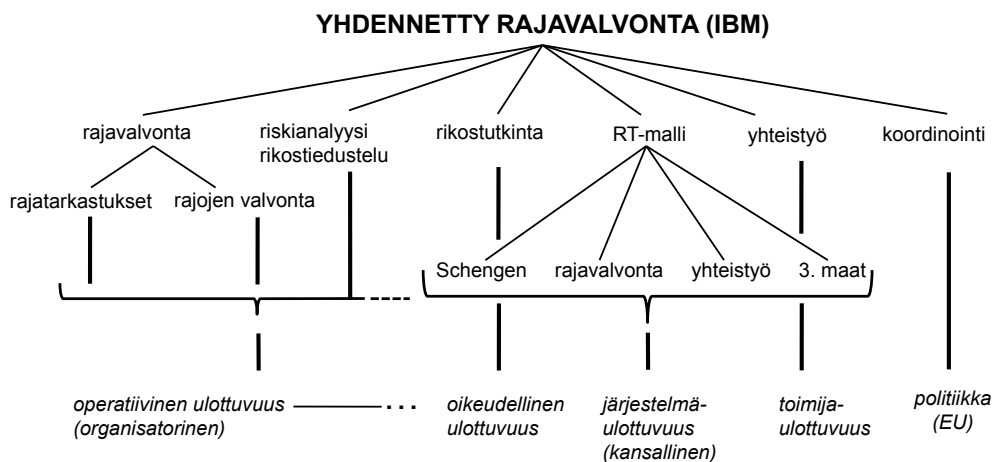 YHDENNETTY RAJAVALVONTA (IBM)
rajavalvonta
riskianalyysi
rikostiedustelu
rikostutkinta
RT-malli
yhteistyö
koordinointi
rajatarkastukset
rajojen valvonta
Schengen
rajavalvonta
yhteistyö
3. maat
operatiivinen ulottuvuus
(organisatorinen)
oikeudellinen
ulottuvuus
järjestelmä-
ulottuvuus
(kansallinen)
toimija-
ulottuvuus
politiikka
(EU)